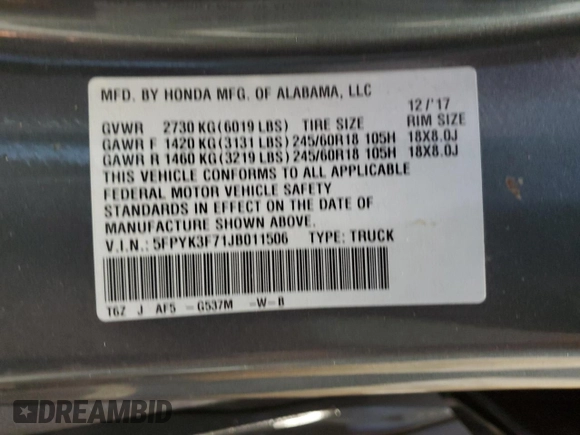 MFD. BY HONDA MFG. OF ALABAMA, LLC
12/'17
GVWR 2730 KG(6019 LBS) TIRE SIZE RIM SIZE
GAWR F 1420 KG(3131 LBS)245/60R18 105H 18X8.0J
GAWR R 1460 KG(3219 LBS)245/60R18 105H 18X8.0J
THIS VEHICLE CONFORMS TO ALL APPLICABLE
FEDERAL MOTOR VEHICLE SAFETY
STANDARDS IN EFFECT ON THE DATE OF
MANUFACTURE SHOWN ABOVE.
V.I.N.: 5FPYK3F71JB011506 TYPE: TRUCK
T6Z J AF5 -G537M -W-B
DREAMBID